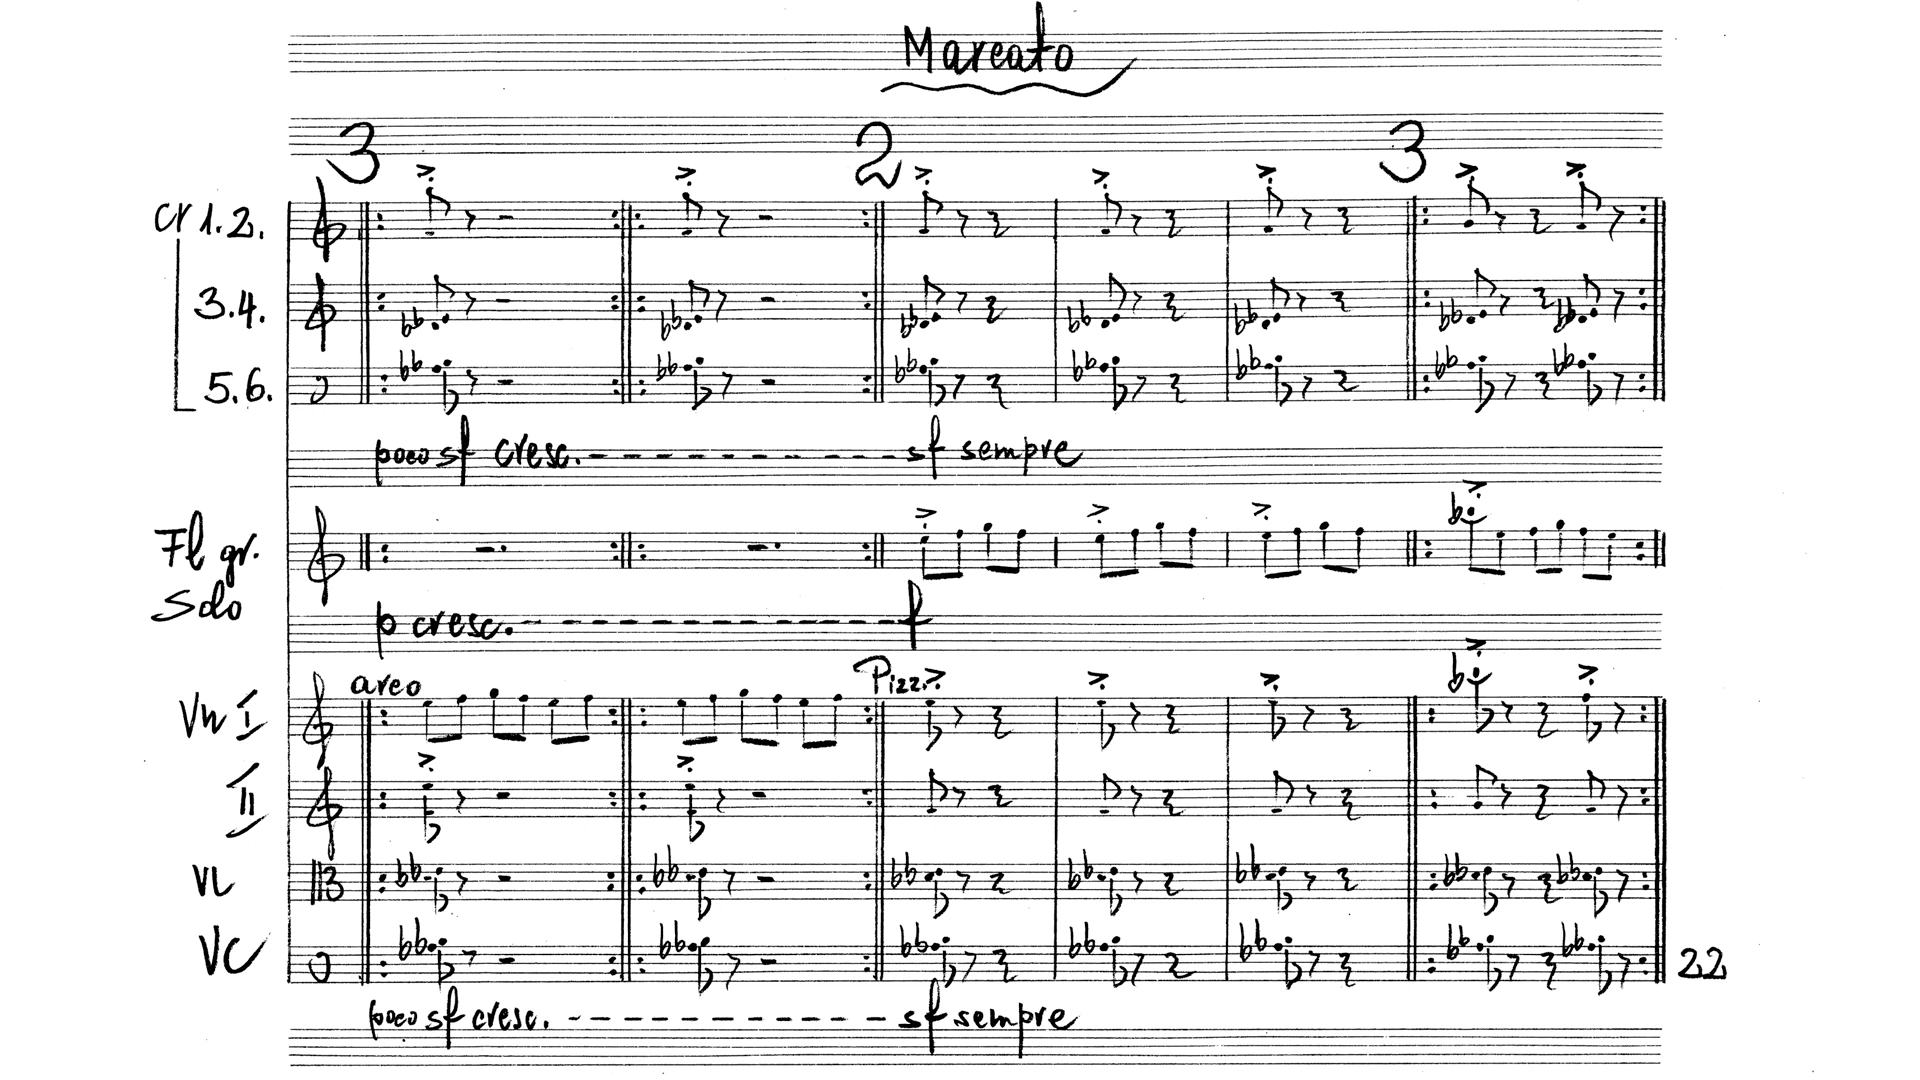 Marcato
3 2 3
Cr 1.2.
3.4.
5.6.
poco sf cresc. sf sempre
Fl gr.
Solo
p cresc. f
arco Pizz.
Vn I
II
VL
VC
22
poco sf cresc. sf sempre